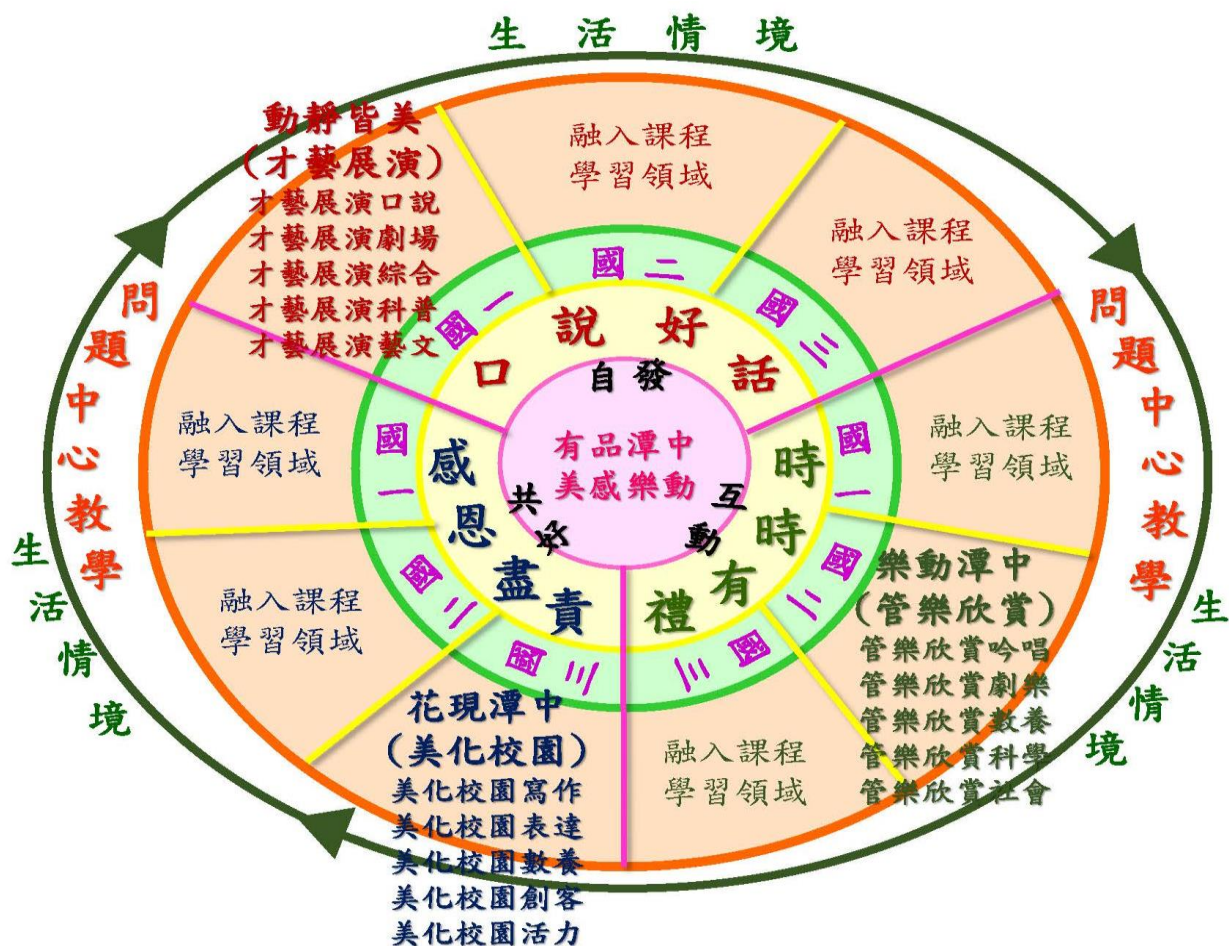 生活情境
動靜皆美
(才藝展演)
才藝展演口說
才藝展演劇場
才藝展演綜合
才藝展演科普
才藝展演藝文
融入課程
學習領域
融入課程
學習領域
問題中心教學
問題中心教學
國一
國二
國三
口說好話
自發
有品潭中
美感樂動
共好
互動
融入課程
學習領域
國一
感恩盡責
國二
國三
融入課程
學習領域
時時有禮
國一
國二
國三
融入課程
學習領域
樂動潭中
(管樂欣賞)
管樂欣賞吟唱
管樂欣賞劇樂
管樂欣賞數養
管樂欣賞科學
管樂欣賞社會
融入課程
學習領域
花現潭中
(美化校園)
美化校園寫作
美化校園表達
美化校園數養
美化校園創客
美化校園活力
生活情境
生活情境